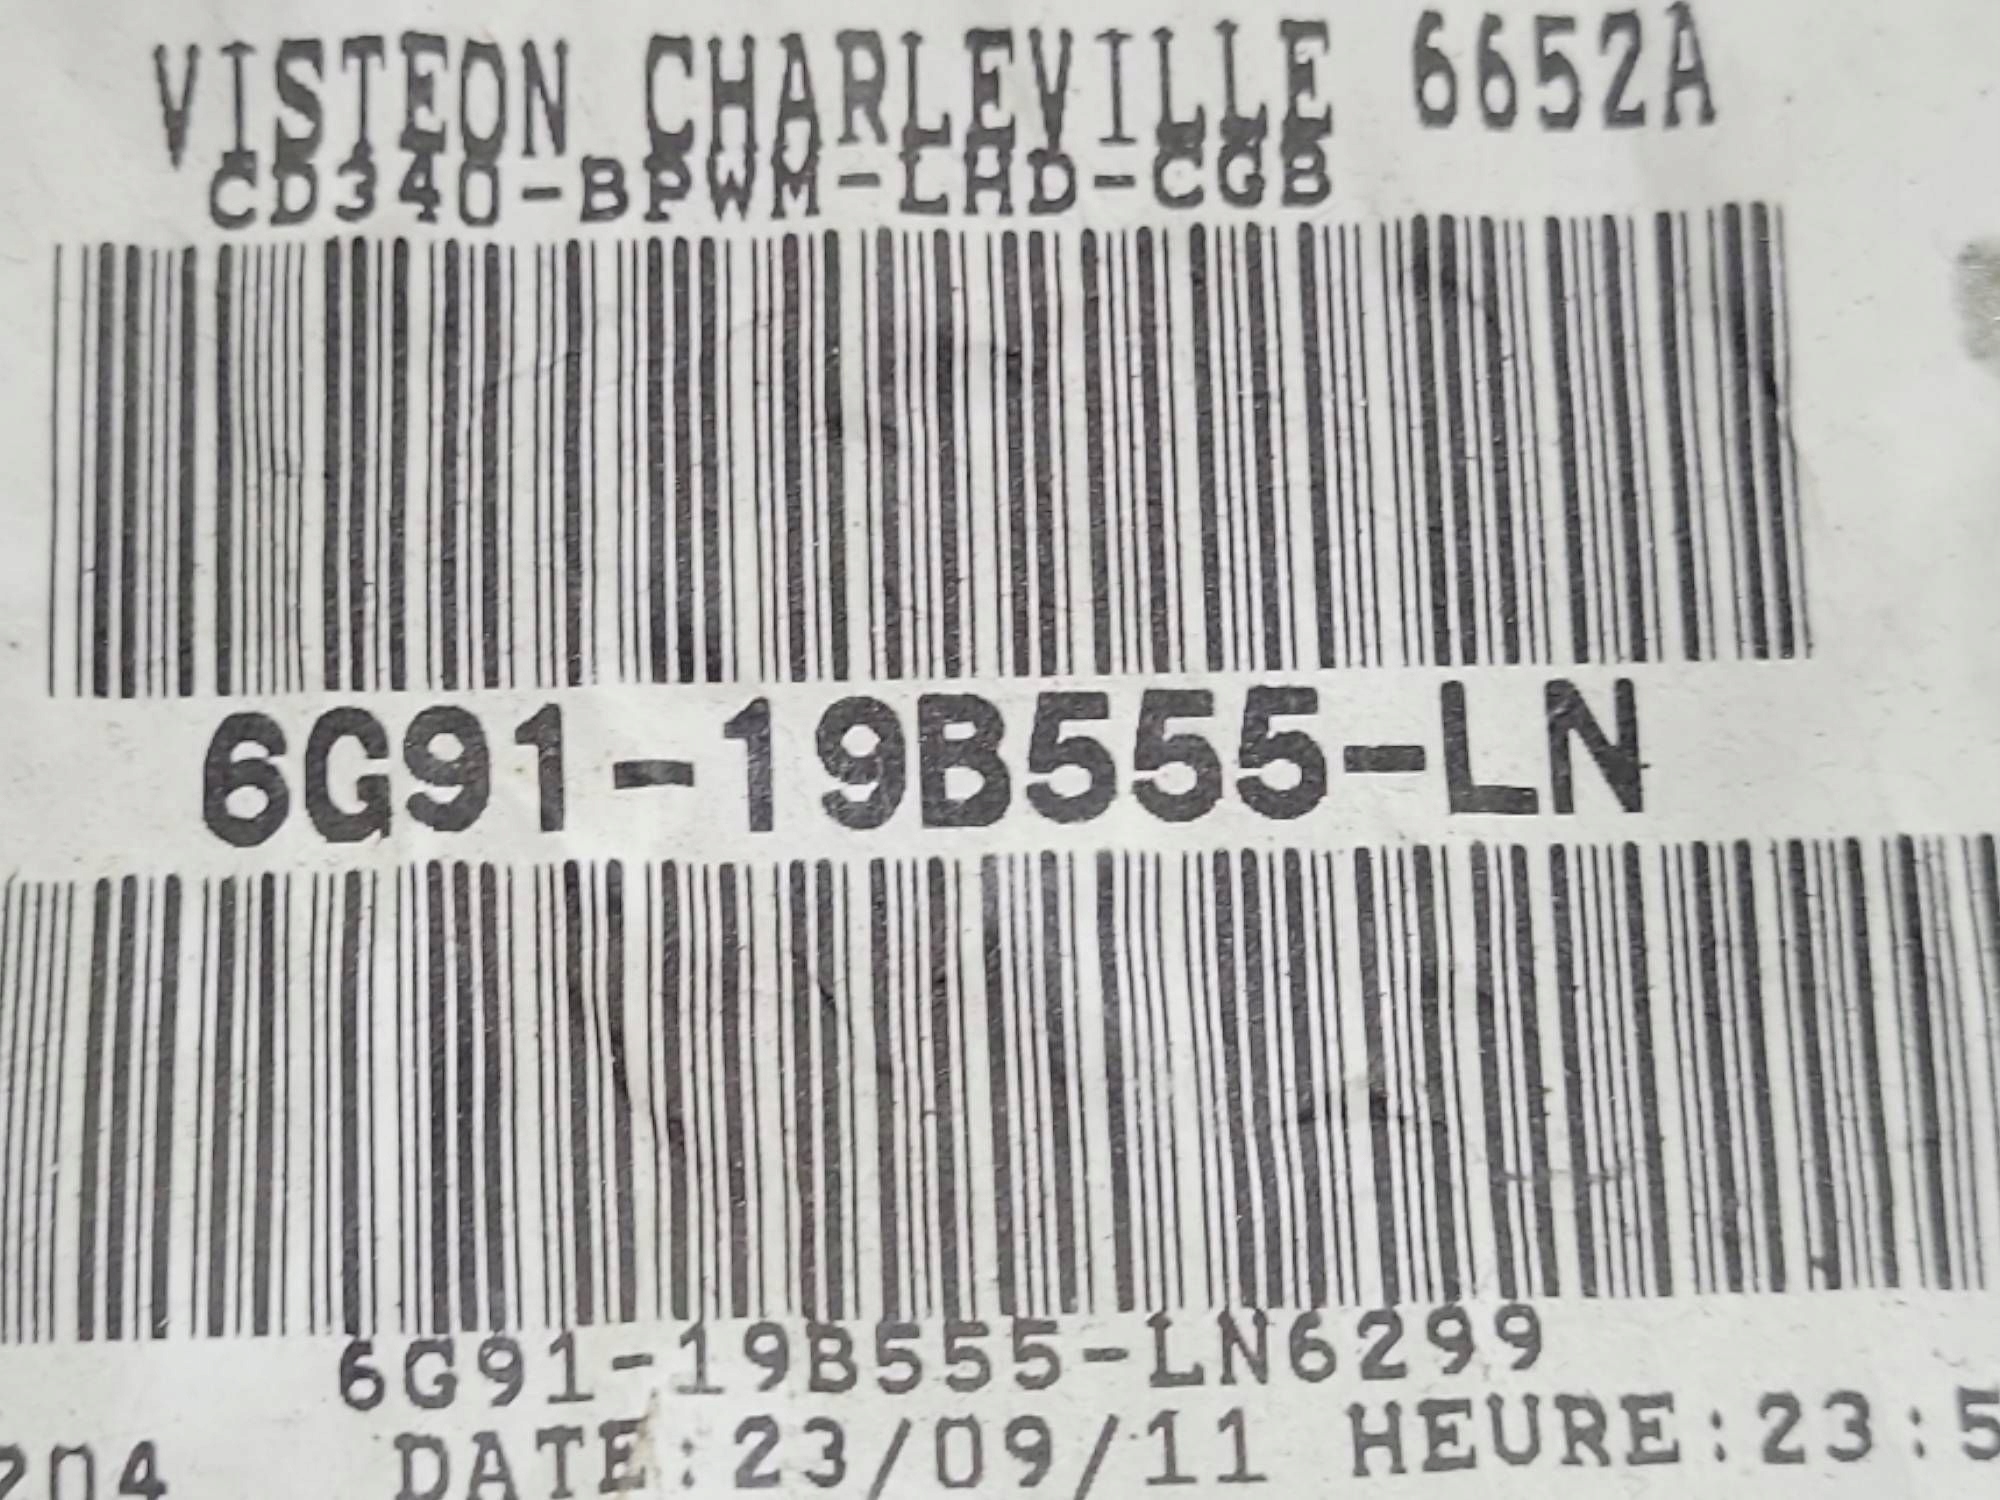 VISTEON CHARLEVILLE 6652A
CD340-BPWM-LHD-CGB
6G91-19B555-LN
6G91-19B555-LN6299
204 DATE:23/09/11 HEURE:23:5